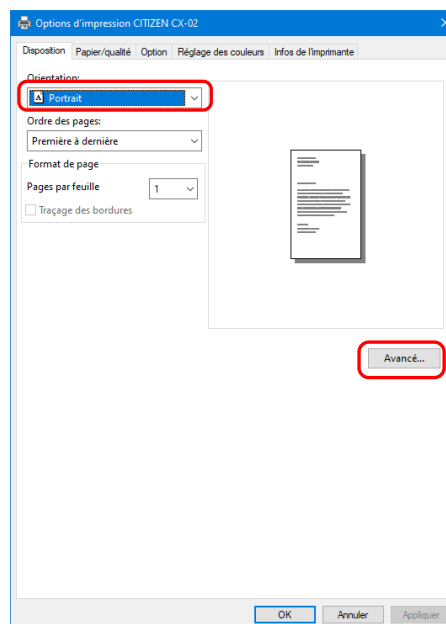 Options d'impression CITIZEN CX-02
Disposition Papier/qualité Option Réglage des couleurs Infos de l'imprimante
Orientation:
Portrait
Ordre des pages:
Première à dernière
Format de page
Pages par feuille 1
Traçage des bordures
Avancé...
OK Annuler Appliquer